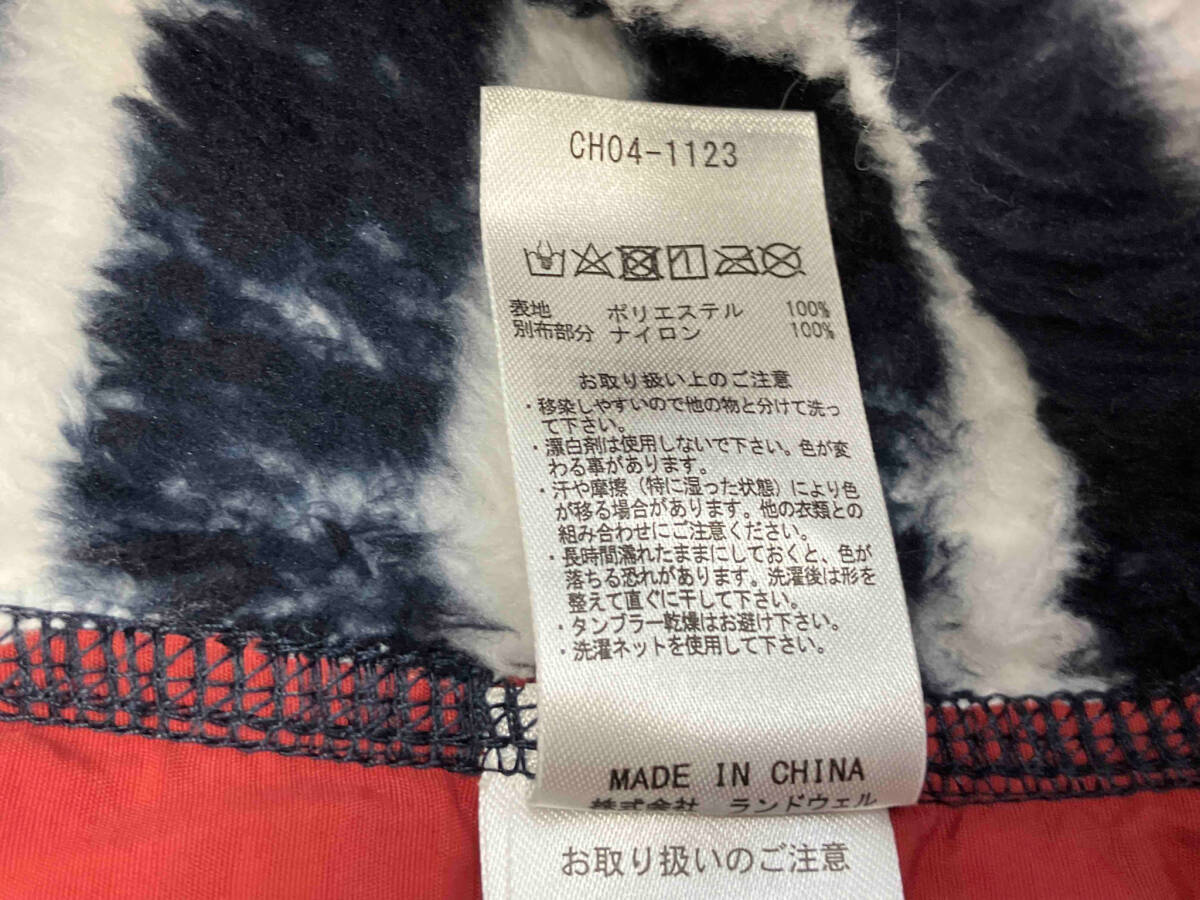 CH04-1123
表地 ポリエステル 100%
別布部分 ナイロン 100%
お取り扱い上のご注意
・移染しやすいので他の物と分けて洗っ
て下さい。
・漂白剤は使用しないで下さい。色が変
わる事があります。
・汗や摩擦（特に湿った状態）により色
が移る場合があります。他の衣類との
組み合わせにご注意ください。
・長時間濡れたままにしておくと、色が
落ちる恐れがあります。洗濯後は形を
整えて直ぐに干して下さい。
・タンブラー乾燥はお避け下さい。
・洗濯ネットを使用して下さい。
MADE IN CHINA
株式会社 ランドウェル
お取り扱いのご注意